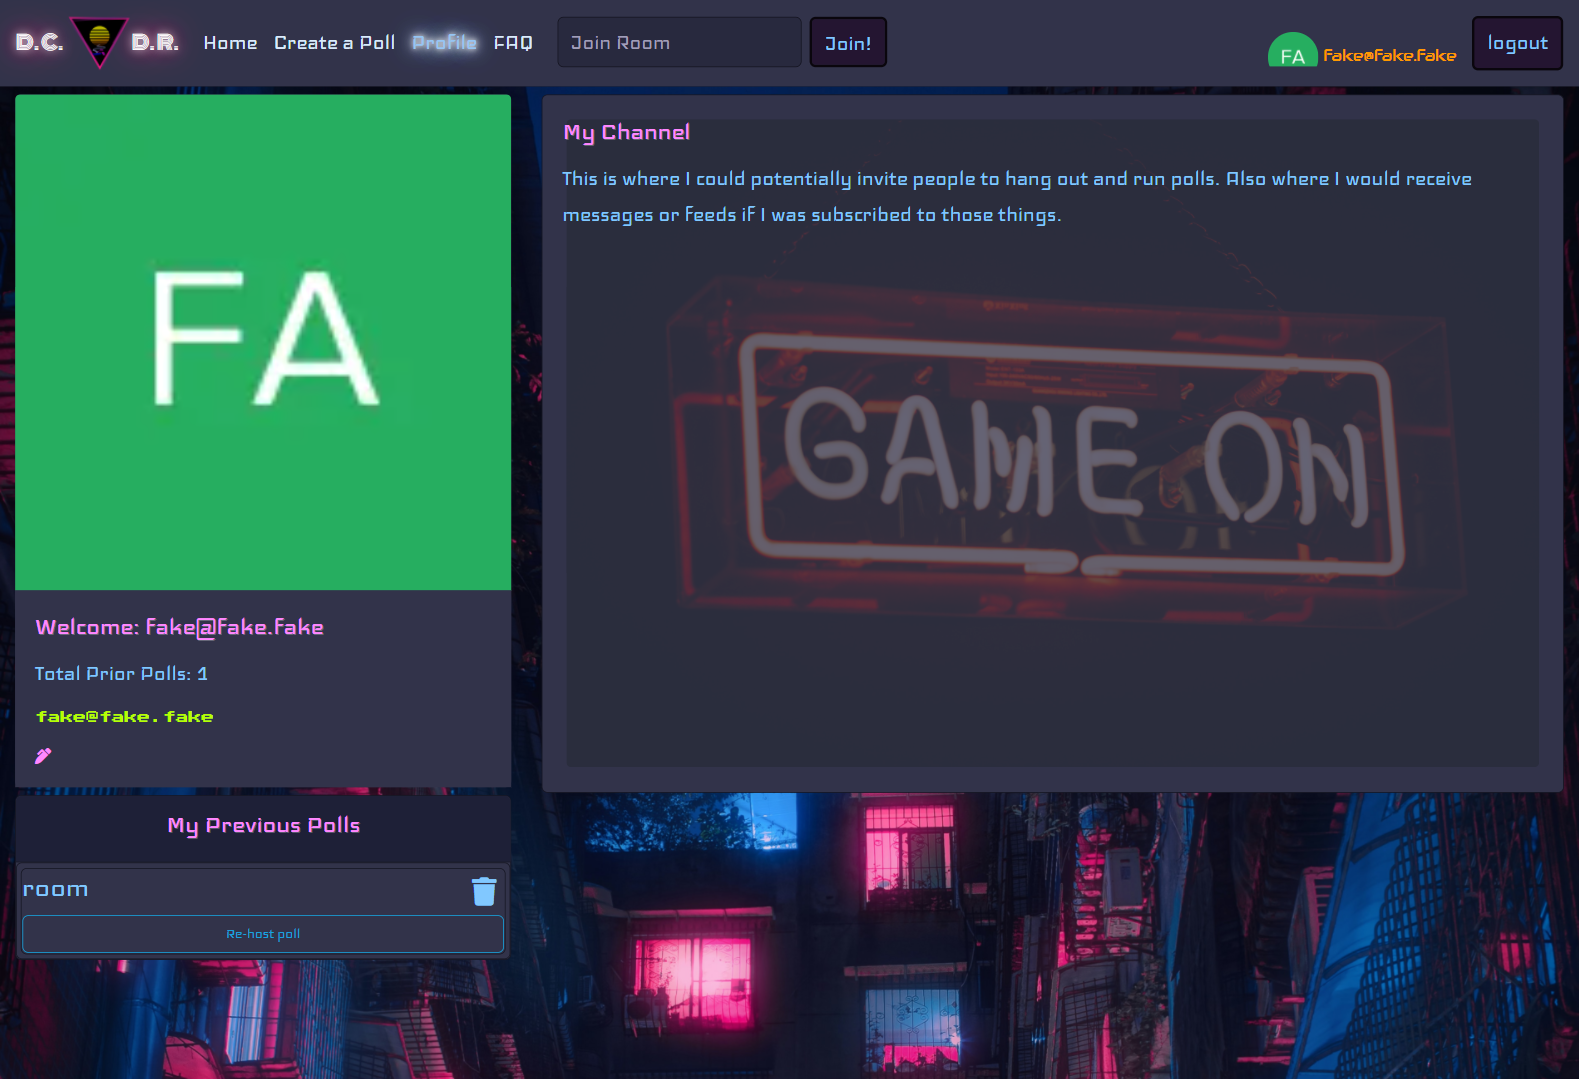 D.C. D.R. Home Create a Poll Profile FAQ Join Room Join! FA Fake@Fake.Fake logout
FA
Welcome: Fake@Fake.Fake
Total Prior Polls: 1
fake@fake.fake
My Previous Polls
room
Re-host poll
My Channel
This is where I could potentially invite people to hang out and run polls. Also where I would receive
messages or feeds if I was subscribed to those things.
GAME ON